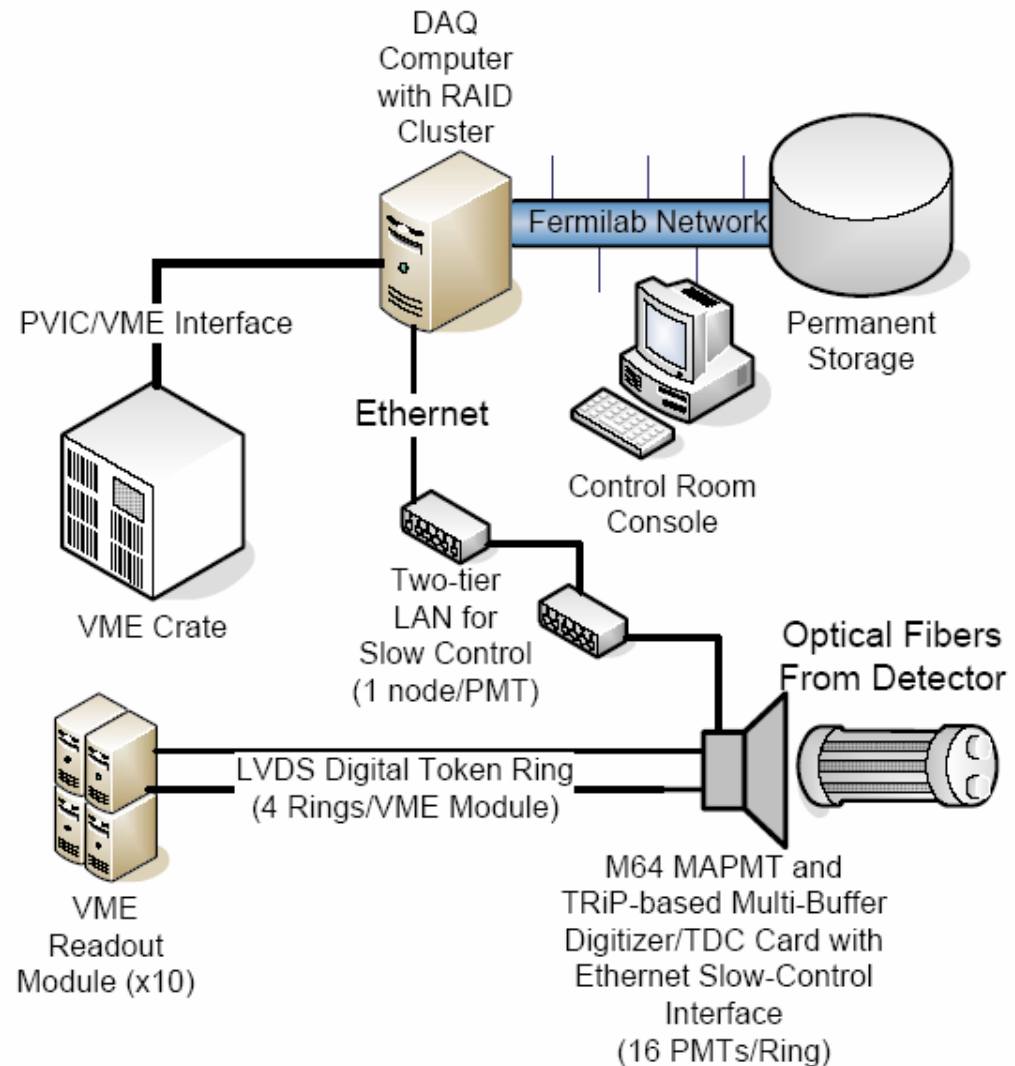 DAQ
Computer
with RAID
Cluster
Fermilab Network
Permanent
Storage
PVIC/VME Interface
Ethernet
Control Room
Console
VME Crate
Two-tier
LAN for
Slow Control
(1 node/PMT)
Optical Fibers
From Detector
LVDS Digital Token Ring
(4 Rings/VME Module)
VME
Readout
Module (x10)
M64 MAPMT and
TRiP-based Multi-Buffer
Digitizer/TDC Card with
Ethernet Slow-Control
Interface
(16 PMTs/Ring)